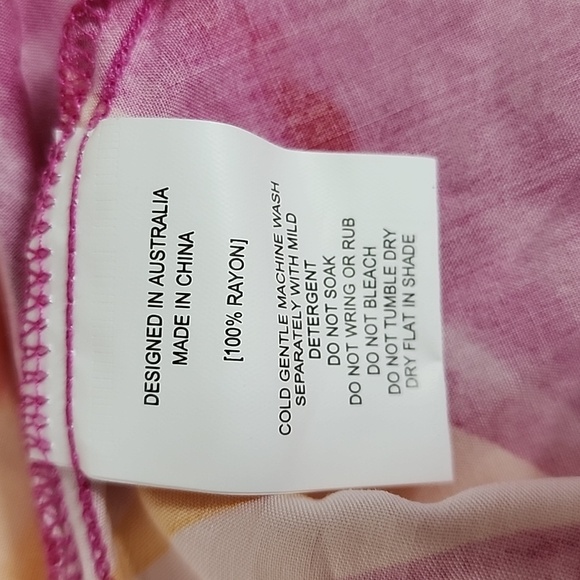 DESIGNED IN AUSTRALIA
MADE IN CHINA
[100% RAYON]
COLD GENTLE MACHINE WASH
SEPARATELY WITH MILD
DETERGENT
DO NOT SOAK
DO NOT WRING OR RUB
DO NOT BLEACH
DO NOT TUMBLE DRY
DRY FLAT IN SHADE